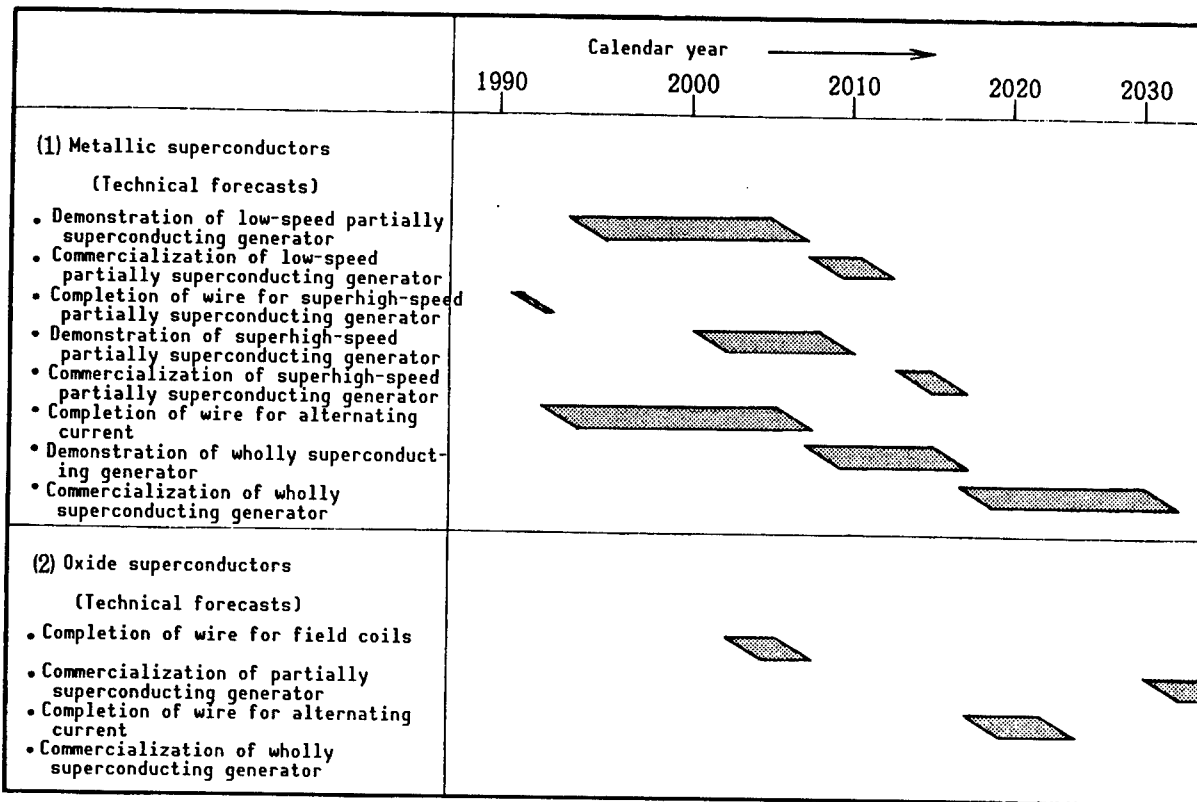 Calendar year
1990 2000 2010 2020 2030
(1) Metallic superconductors
(Technical forecasts)
• Demonstration of low-speed partially
superconducting generator
• Commercialization of low-speed
partially superconducting generator
• Completion of wire for superhigh-speed
partially superconducting generator
• Demonstration of superhigh-speed
partially superconducting generator
• Commercialization of superhigh-speed
partially superconducting generator
• Completion of wire for alternating
current
• Demonstration of wholly superconduct-
ing generator
• Commercialization of wholly
superconducting generator
(2) Oxide superconductors
(Technical forecasts)
• Completion of wire for field coils
• Commercialization of partially
superconducting generator
• Completion of wire for alternating
current
• Commercialization of wholly
superconducting generator